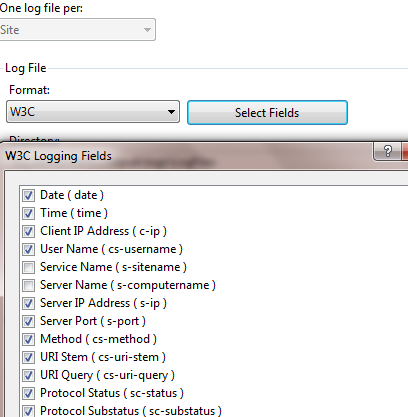 One log file per:
Site
Log File
Format:
W3C
Select Fields
Directory:
W3C Logging Fields
?
Date ( date )
Time ( time )
Client IP Address ( c-ip )
User Name ( cs-username )
Service Name ( s-sitename )
Server Name ( s-computername )
Server IP Address ( s-ip )
Server Port ( s-port )
Method ( cs-method )
URI Stem ( cs-uri-stem )
URI Query ( cs-uri-query )
Protocol Status ( sc-status )
Protocol Substatus ( sc-substatus )